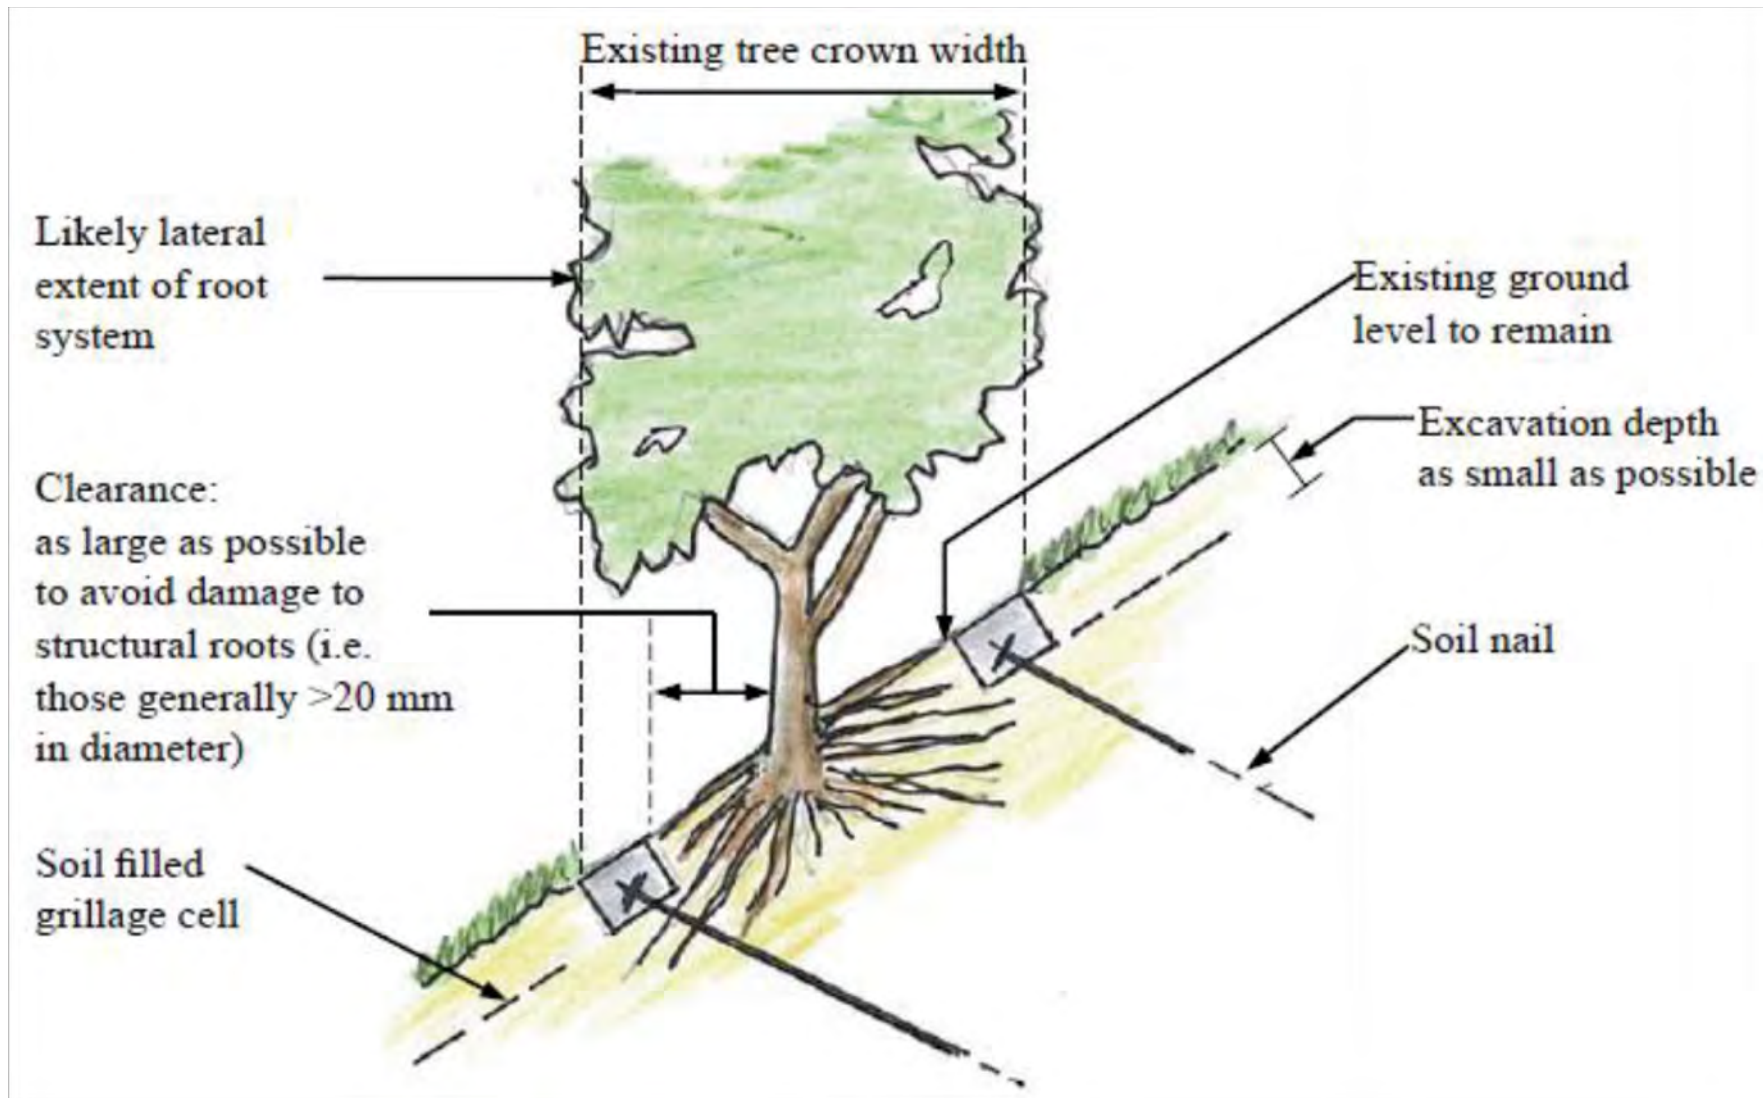 Existing tree crown width
Likely lateral
extent of root
system
Existing ground
level to remain
Excavation depth
as small as possible
Clearance:
as large as possible
to avoid damage to
structural roots (i.e.
those generally >20 mm
in diameter)
Soil nail
Soil filled
grillage cell